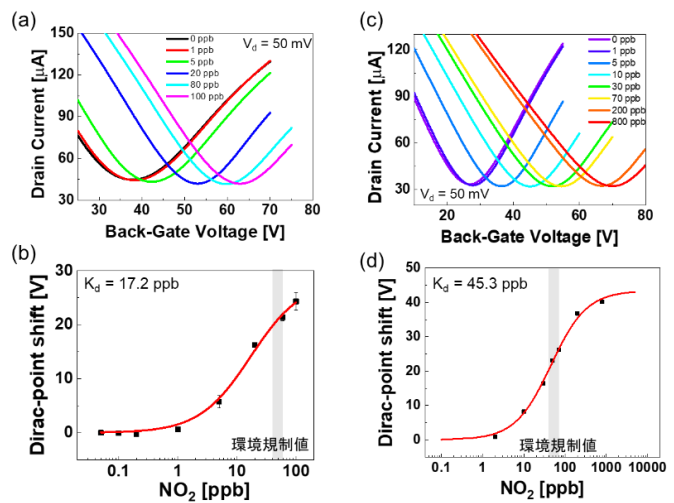 (a)
150
120
90
60
30
Drain Current [μA]
V_d = 50 mV
0 ppb
1 ppb
5 ppb
20 ppb
80 ppb
100 ppb
30 40 50 60 70 80
Back-Gate Voltage [V]
(c)
120
90
60
30
Drain Current [μA]
0 ppb
1 ppb
5 ppb
10 ppb
30 ppb
70 ppb
200 ppb
800 ppb
V_d = 50 mV
10 20 30 40 50 60 70 80
Back-Gate Voltage [V]
(b)
30
20
10
0
Dirac-point shift [V]
K_d = 17.2 ppb
環境規制値
0.1 1 10 100
NO₂ [ppb]
(d)
50
40
30
20
10
0
Dirac-point shift [V]
K_d = 45.3 ppb
環境規制値
0.1 1 10 100 1000 10000
NO₂ [ppb]